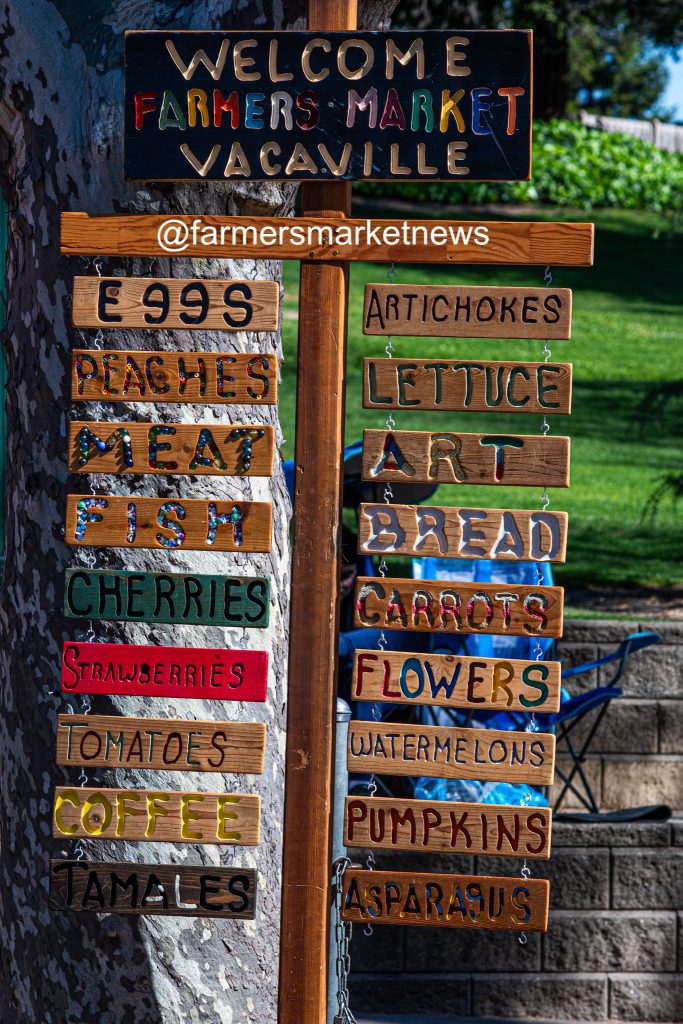 WELCOME
FARMERS MARKET
VACAVILLE
@farmersmarketnews
EggS
PEACHES
MEAT
FISH
CHERRIES
STRAWBERRIES
TOMATOES
COFFEE
TAMALES
ARTICHOKES
LETTUCE
ART
BREAD
CARROTS
FLOWERS
WATERMELONS
PUMPKINS
ASPARAGUS